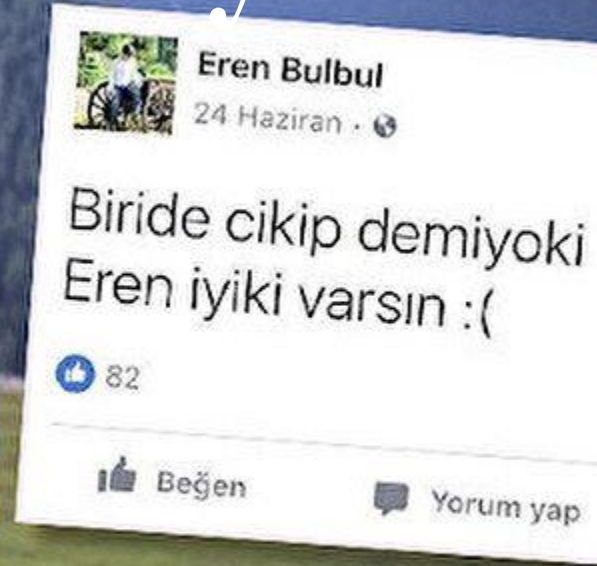 Eren Bulbul
24 Haziran ·
Biride cikip demiyoki
Eren iyiki varsın :(
82
Beğen
Yorum yap